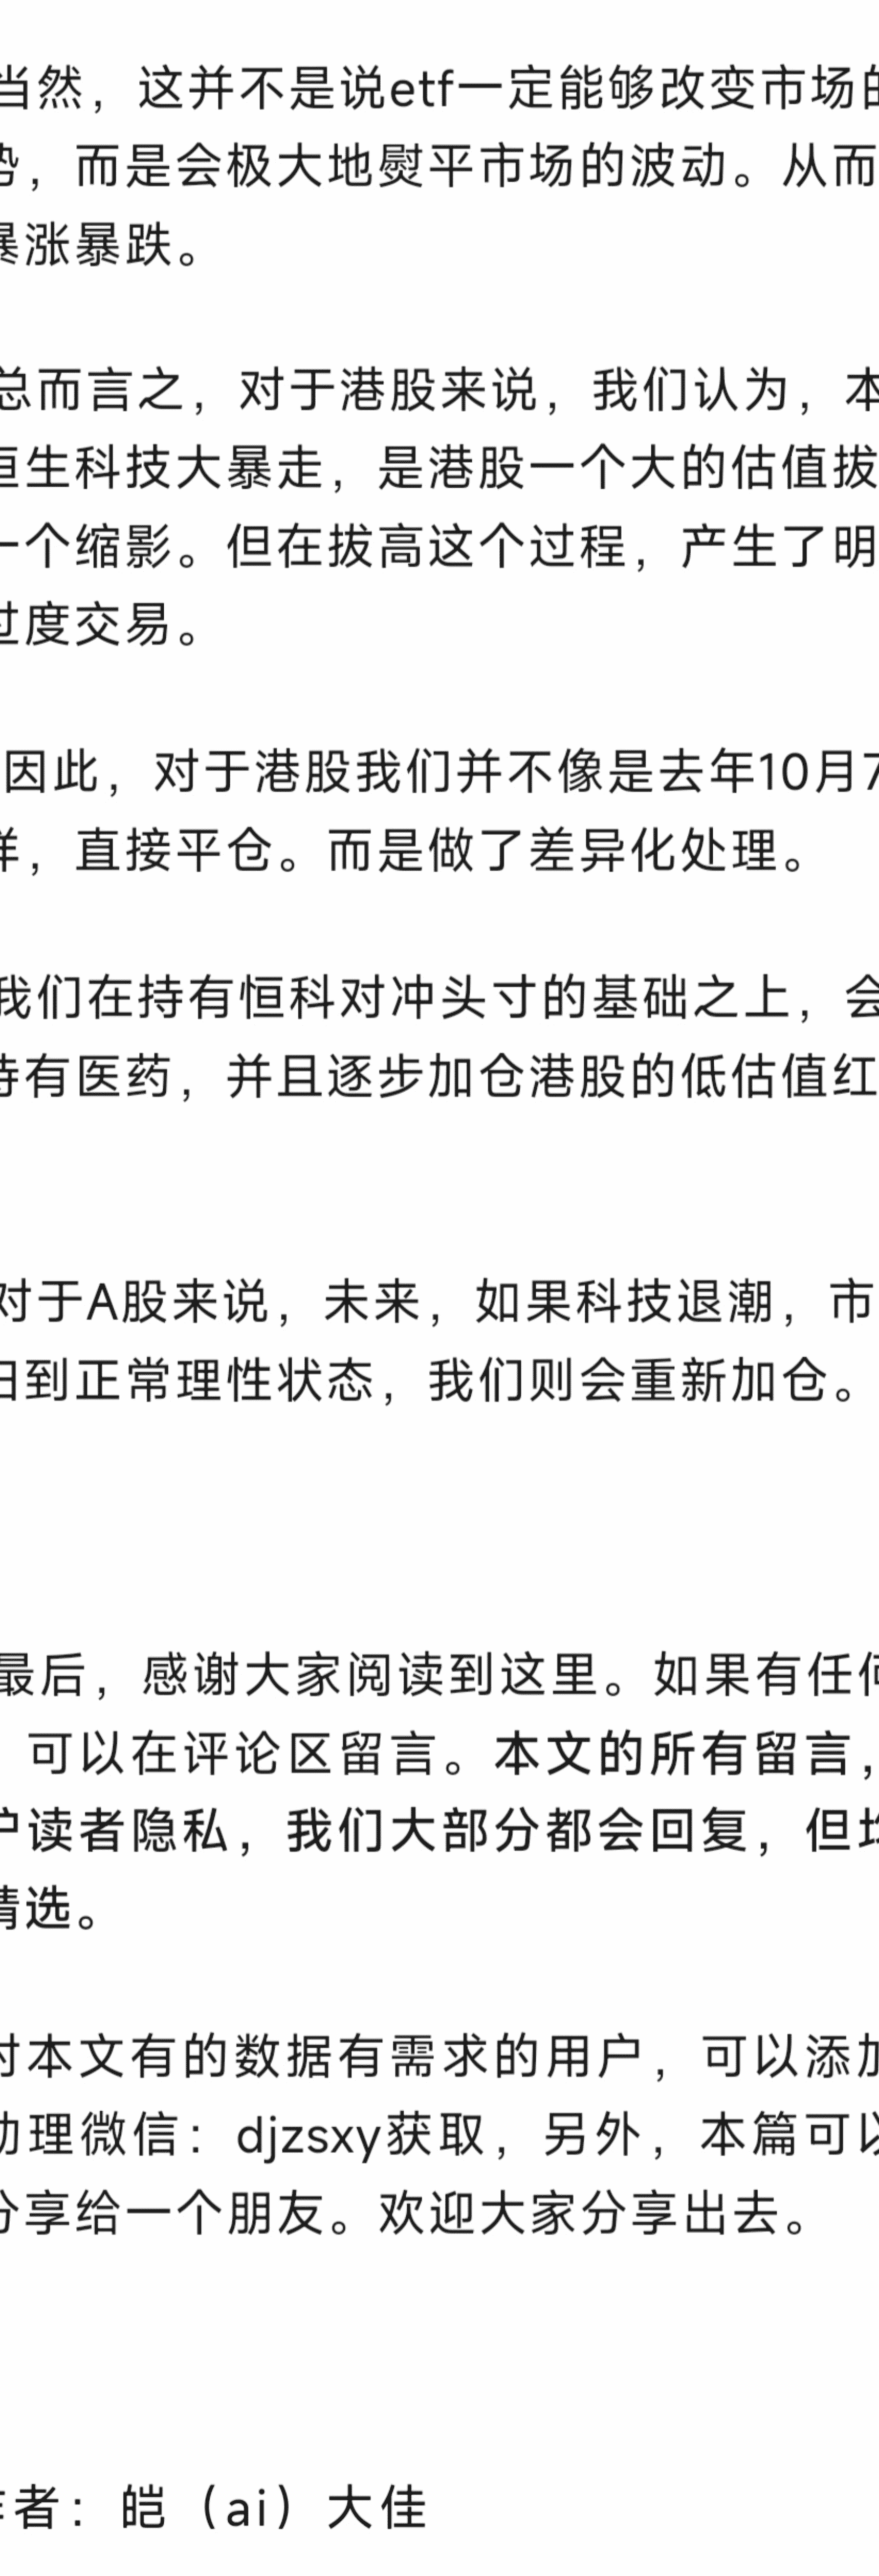 当然，这并不是说etf一定能够改变市场的
势，而是会极大地熨平市场的波动。从而
暴涨暴跌。
总而言之，对于港股来说，我们认为，本
恒生科技大暴走，是港股一个大的估值拔
一个缩影。但在拔高这个过程，产生了明
过度交易。
因此，对于港股我们并不像是去年10月7
样，直接平仓。而是做了差异化处理。
我们在持有恒科对冲头寸的基础之上，会
持有医药，并且逐步加仓港股的低估值红
对于A股来说，未来，如果科技退潮，市
归到正常理性状态，我们则会重新加仓。
最后，感谢大家阅读到这里。如果有任何
可以在评论区留言。本文的所有留言，
护读者隐私，我们大部分都会回复，但均
精选。
对本文有的数据有需求的用户，可以添加
助理微信：djzsxy获取，另外，本篇可以
分享给一个朋友。欢迎大家分享出去。
作者：皑（ai）大佳